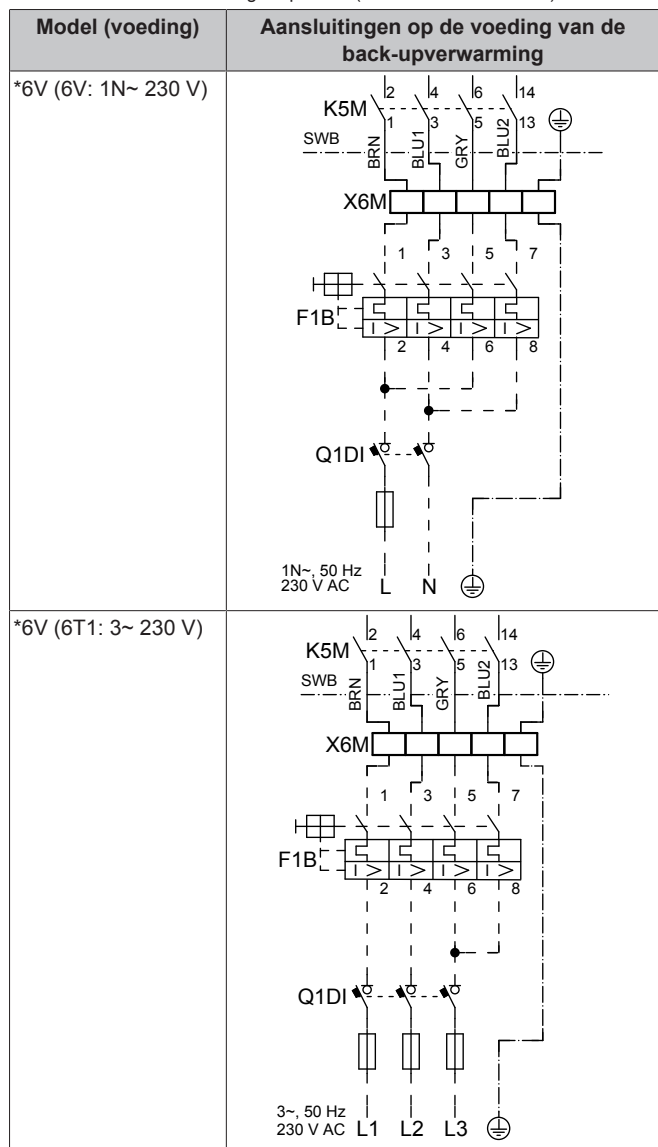 Model (voeding)
Aansluitingen op de voeding van de
back-upverwarming
*6V (6V: 1N~ 230 V)
2 4 6 14
K5M
1 3 5 13
SWB
BRN BLU1 GRY BLU2
X6M
1 3 5 7
F1B
I > I > I > I >
2 4 6 8
Q1DI
1N~, 50 Hz
230 V AC
L N
*6V (6T1: 3~ 230 V)
2 4 6 14
K5M
1 3 5 13
SWB
BRN BLU1 GRY BLU2
X6M
1 3 5 7
F1B
I > I > I > I >
2 4 6 8
Q1DI
3~, 50 Hz
230 V AC
L1 L2 L3